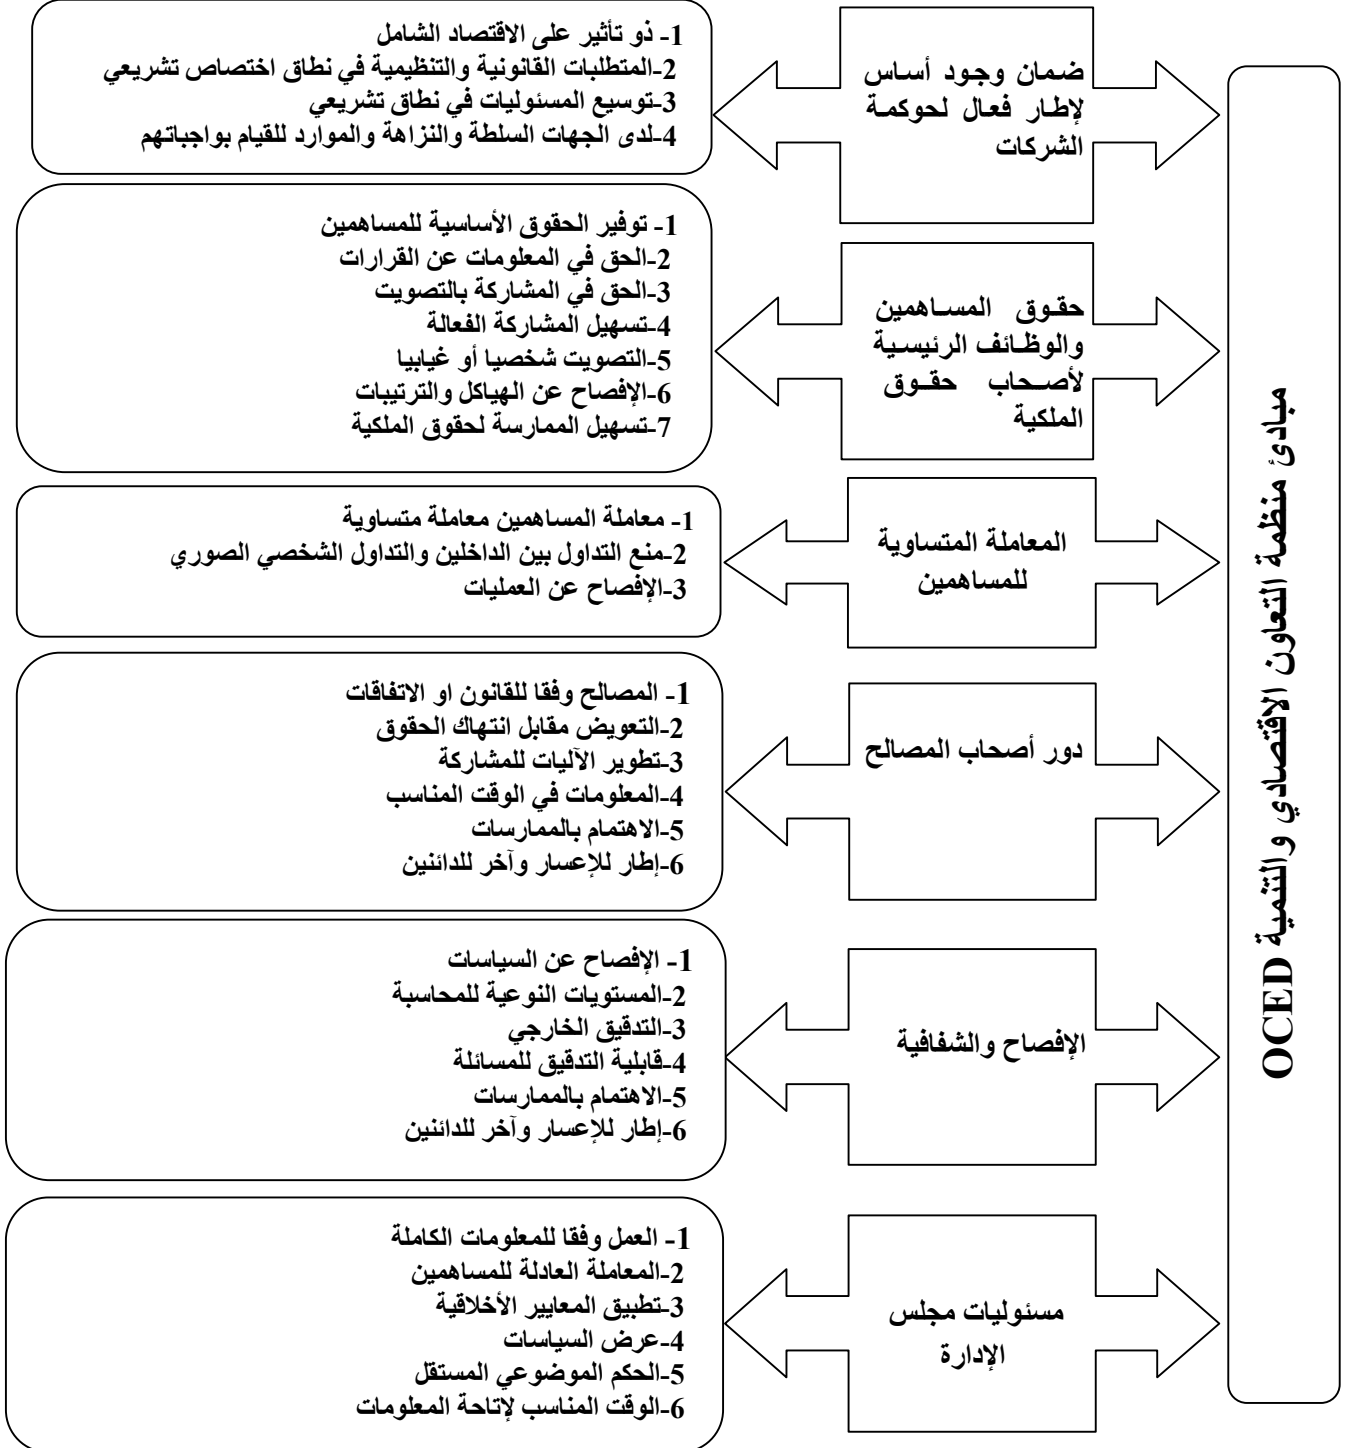 مبادئ منظمة التعاون الاقتصادي والتنمية OCED
ضمان وجود أساس
لإطار فعال لحوكمة
الشركات
1- ذو تأثير على الاقتصاد الشامل
2-المتطلبات القانونية والتنظيمية في نطاق اختصاص تشريعي
3-توسيع المسئوليات في نطاق تشريعي
4-لدى الجهات السلطة والنزاهة والموارد للقيام بواجباتهم
حقوق المساهمين
والوظائف الرئيسية
لأصحاب حقوق
الملكية
1- توفير الحقوق الأساسية للمساهمين
2-الحق في المعلومات عن القرارات
3-الحق في المشاركة بالتصويت
4-تسهيل المشاركة الفعالة
5-التصويت شخصيا أو غيابيا
6-الإفصاح عن الهياكل والترتيبات
7-تسهيل الممارسة لحقوق الملكية
المعاملة المتساوية
للمساهمين
1- معاملة المساهمين معاملة متساوية
2-منع التداول بين الداخلين والتداول الشخصي الصوري
3-الإفصاح عن العمليات
دور أصحاب المصالح
1- المصالح وفقا للقانون او الاتفاقات
2-التعويض مقابل انتهاك الحقوق
3-تطوير الآليات للمشاركة
4-المعلومات في الوقت المناسب
5-الاهتمام بالممارسات
6-إطار للإعسار وآخر للدائنين
الإفصاح والشفافية
1- الإفصاح عن السياسات
2-المستويات النوعية للمحاسبة
3-التدقيق الخارجي
4-قابلية التدقيق للمسائلة
5-الاهتمام بالممارسات
6-إطار للإعسار وآخر للدائنين
مسئوليات مجلس
الإدارة
1- العمل وفقا للمعلومات الكاملة
2-المعاملة العادلة للمساهمين
3-تطبيق المعايير الأخلاقية
4-عرض السياسات
5-الحكم الموضوعي المستقل
6-الوقت المناسب لإتاحة المعلومات